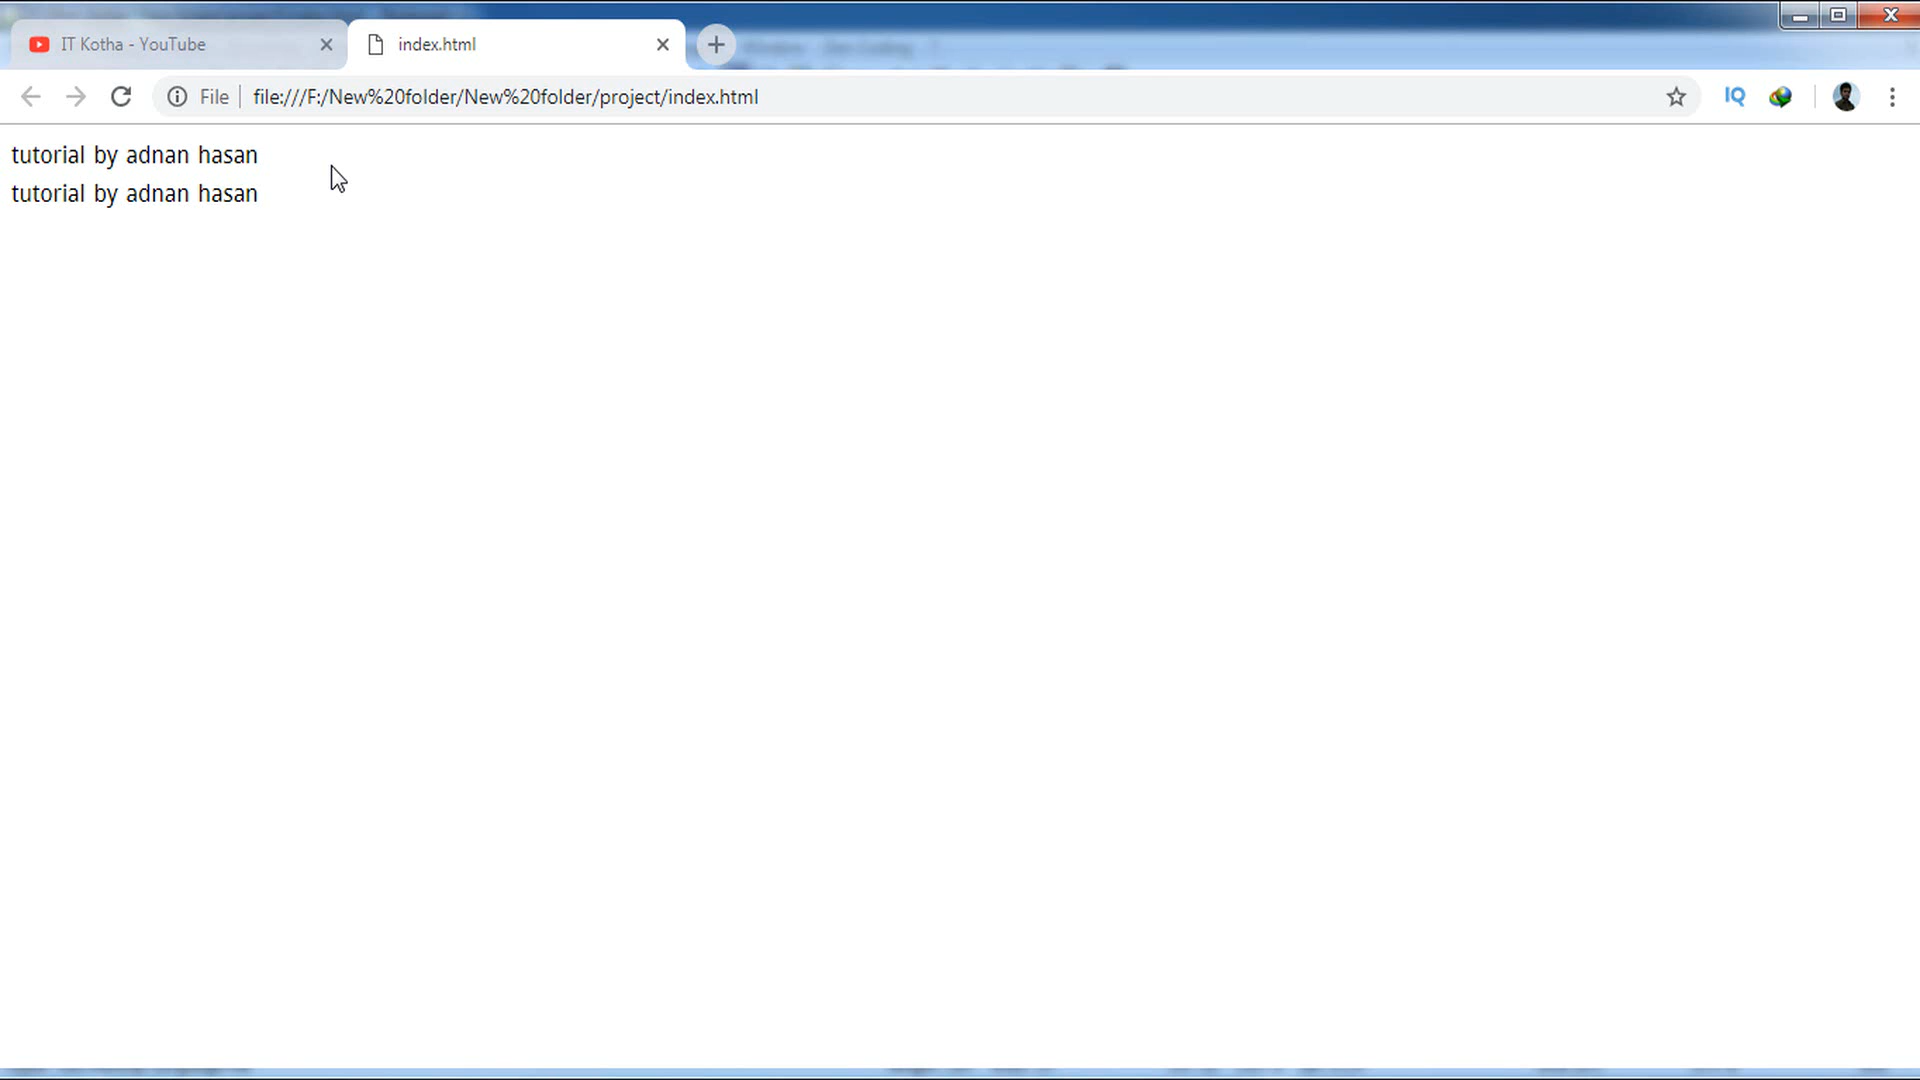 IT Kotha - YouTube
index.html
File
file:///F:/New%20folder/New%20folder/project/index.html
IQ
tutorial by adnan hasan
tutorial by adnan hasan